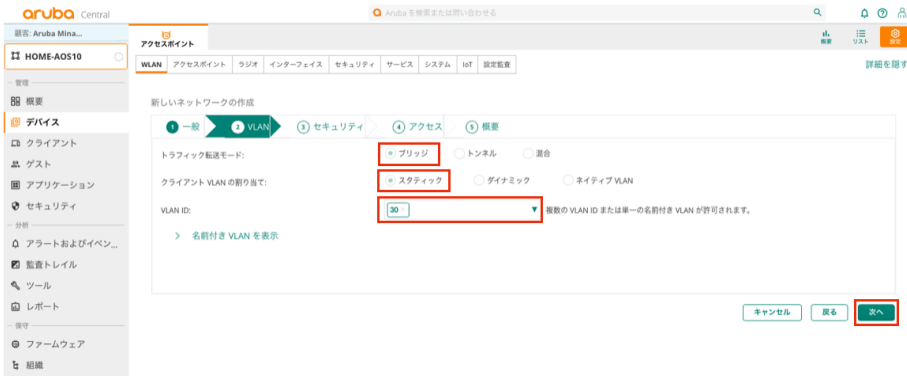 aruba Central
Aruba を検索または問い合わせる
顧客: Aruba Mina...
アクセスポイント
概要
リスト
設定
HOME-AOS10
WLAN アクセスポイント ラジオ インターフェイス セキュリティ サービス システム IoT 設定監査
詳細を隠す
管理
概要
デバイス
クライアント
ゲスト
アプリケーション
セキュリティ
分析
アラートおよびイベン...
監査トレイル
ツール
レポート
保守
ファームウェア
組織
新しいネットワークの作成
1 一般 2 VLAN 3 セキュリティ 4 アクセス 5 概要
トラフィック転送モード: ブリッジ トンネル 混合
クライアント VLAN の割り当て: スタティック ダイナミック ネイティブ VLAN
VLAN ID: 30 複数の VLAN ID または単一の名前付き VLAN が許可されます。
> 名前付き VLAN を表示
キャンセル 戻る 次へ